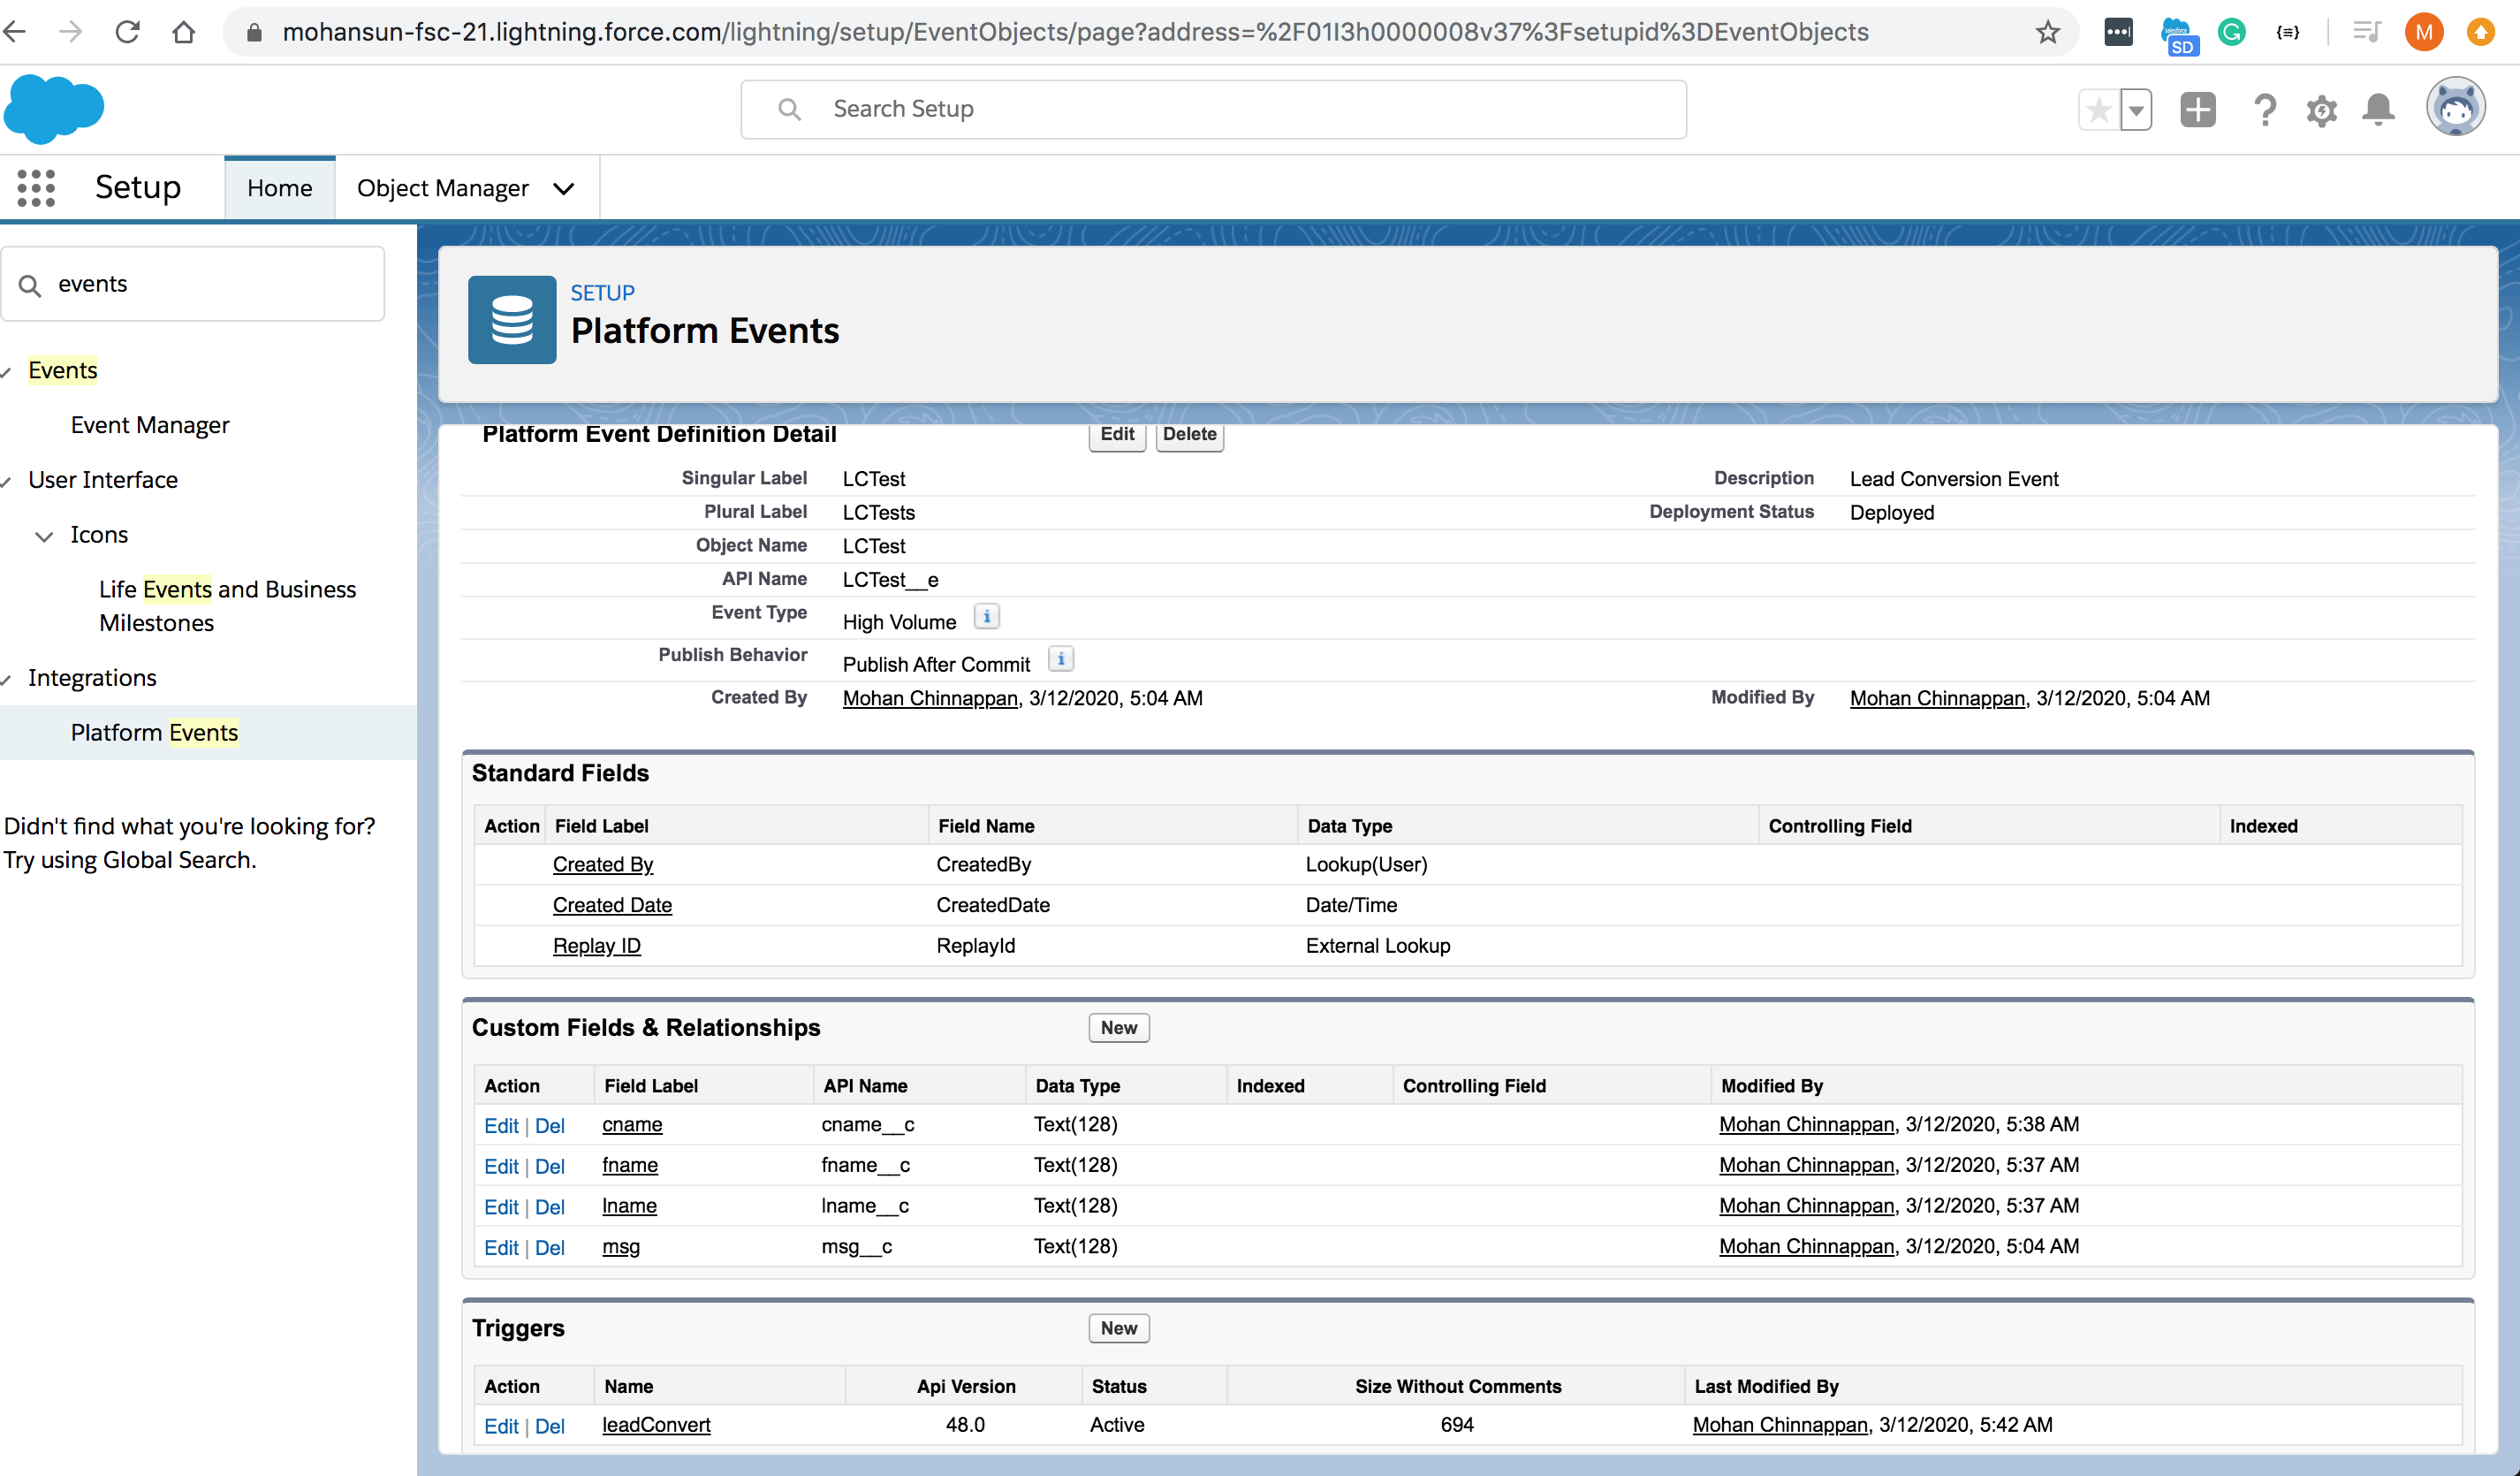 mohansun-fsc-21.lightning.force.com/lightning/setup/EventObjects/page?address=%2F01I3h0000008v37%3Fsetupid%3DEventObjects
SD
M
Search Setup
Setup Home Object Manager
events
Events
Event Manager
User Interface
Icons
Life Events and Business
Milestones
Integrations
Platform Events
Didn't find what you're looking for?
Try using Global Search.
SETUP
Platform Events
Platform Event Definition Detail Edit Delete
Singular Label LCTest Description Lead Conversion Event
Plural Label LCTests Deployment Status Deployed
Object Name LCTest
API Name LCTest__e
Event Type High Volume i
Publish Behavior Publish After Commit i
Created By Mohan Chinnappan, 3/12/2020, 5:04 AM Modified By Mohan Chinnappan, 3/12/2020, 5:04 AM
Standard Fields
Action Field Label Field Name Data Type Controlling Field Indexed
Created By CreatedBy Lookup(User)
Created Date CreatedDate Date/Time
Replay ID ReplayId External Lookup
Custom Fields & Relationships New
Action Field Label API Name Data Type Indexed Controlling Field Modified By
Edit | Del cname cname__c Text(128) Mohan Chinnappan, 3/12/2020, 5:38 AM
Edit | Del fname fname__c Text(128) Mohan Chinnappan, 3/12/2020, 5:37 AM
Edit | Del lname lname__c Text(128) Mohan Chinnappan, 3/12/2020, 5:37 AM
Edit | Del msg msg__c Text(128) Mohan Chinnappan, 3/12/2020, 5:04 AM
Triggers New
Action Name Api Version Status Size Without Comments Last Modified By
Edit | Del leadConvert 48.0 Active 694 Mohan Chinnappan, 3/12/2020, 5:42 AM